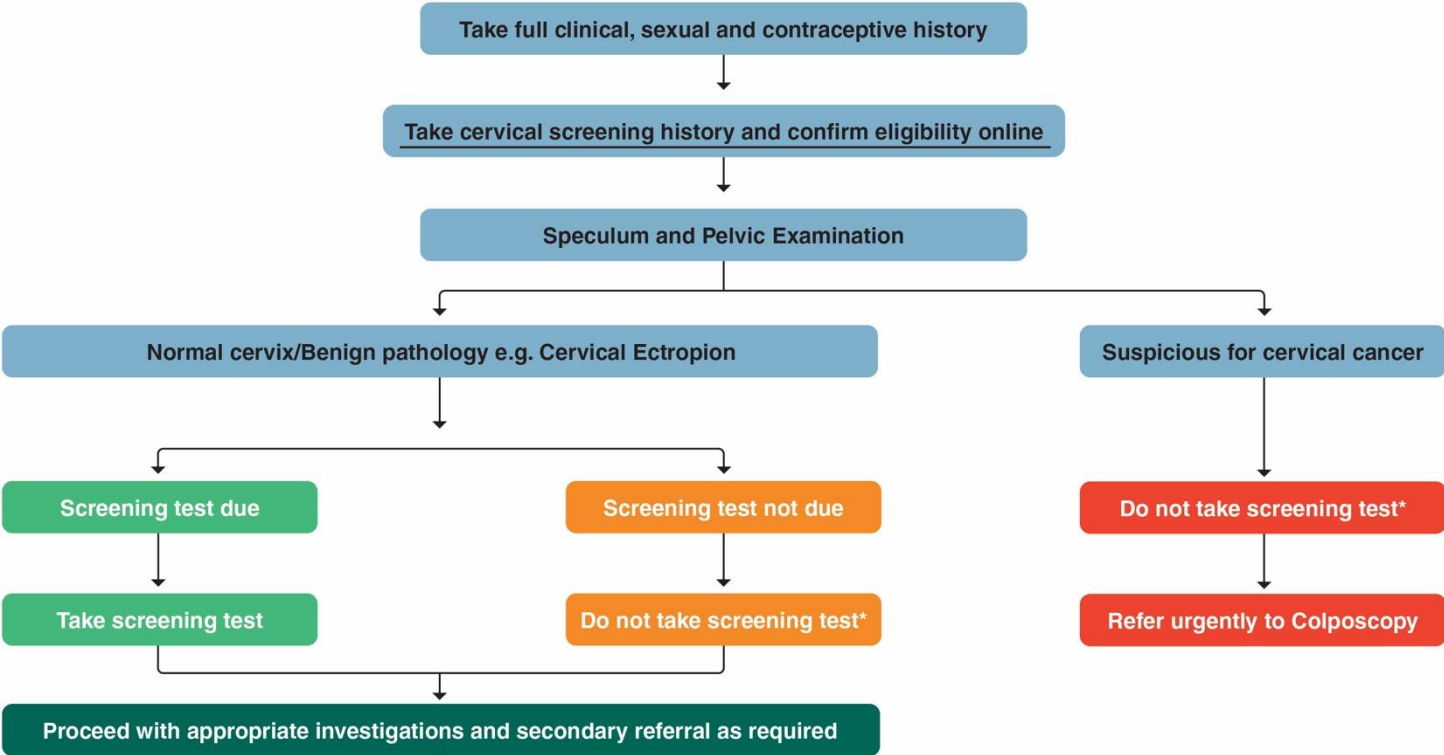 Take full clinical, sexual and contraceptive history
Take cervical screening history and confirm eligibility online
Speculum and Pelvic Examination
Normal cervix/Benign pathology e.g. Cervical Ectropion
Suspicious for cervical cancer
Screening test due
Screening test not due
Do not take screening test*
Take screening test
Do not take screening test*
Refer urgently to Colposcopy
Proceed with appropriate investigations and secondary referral as required